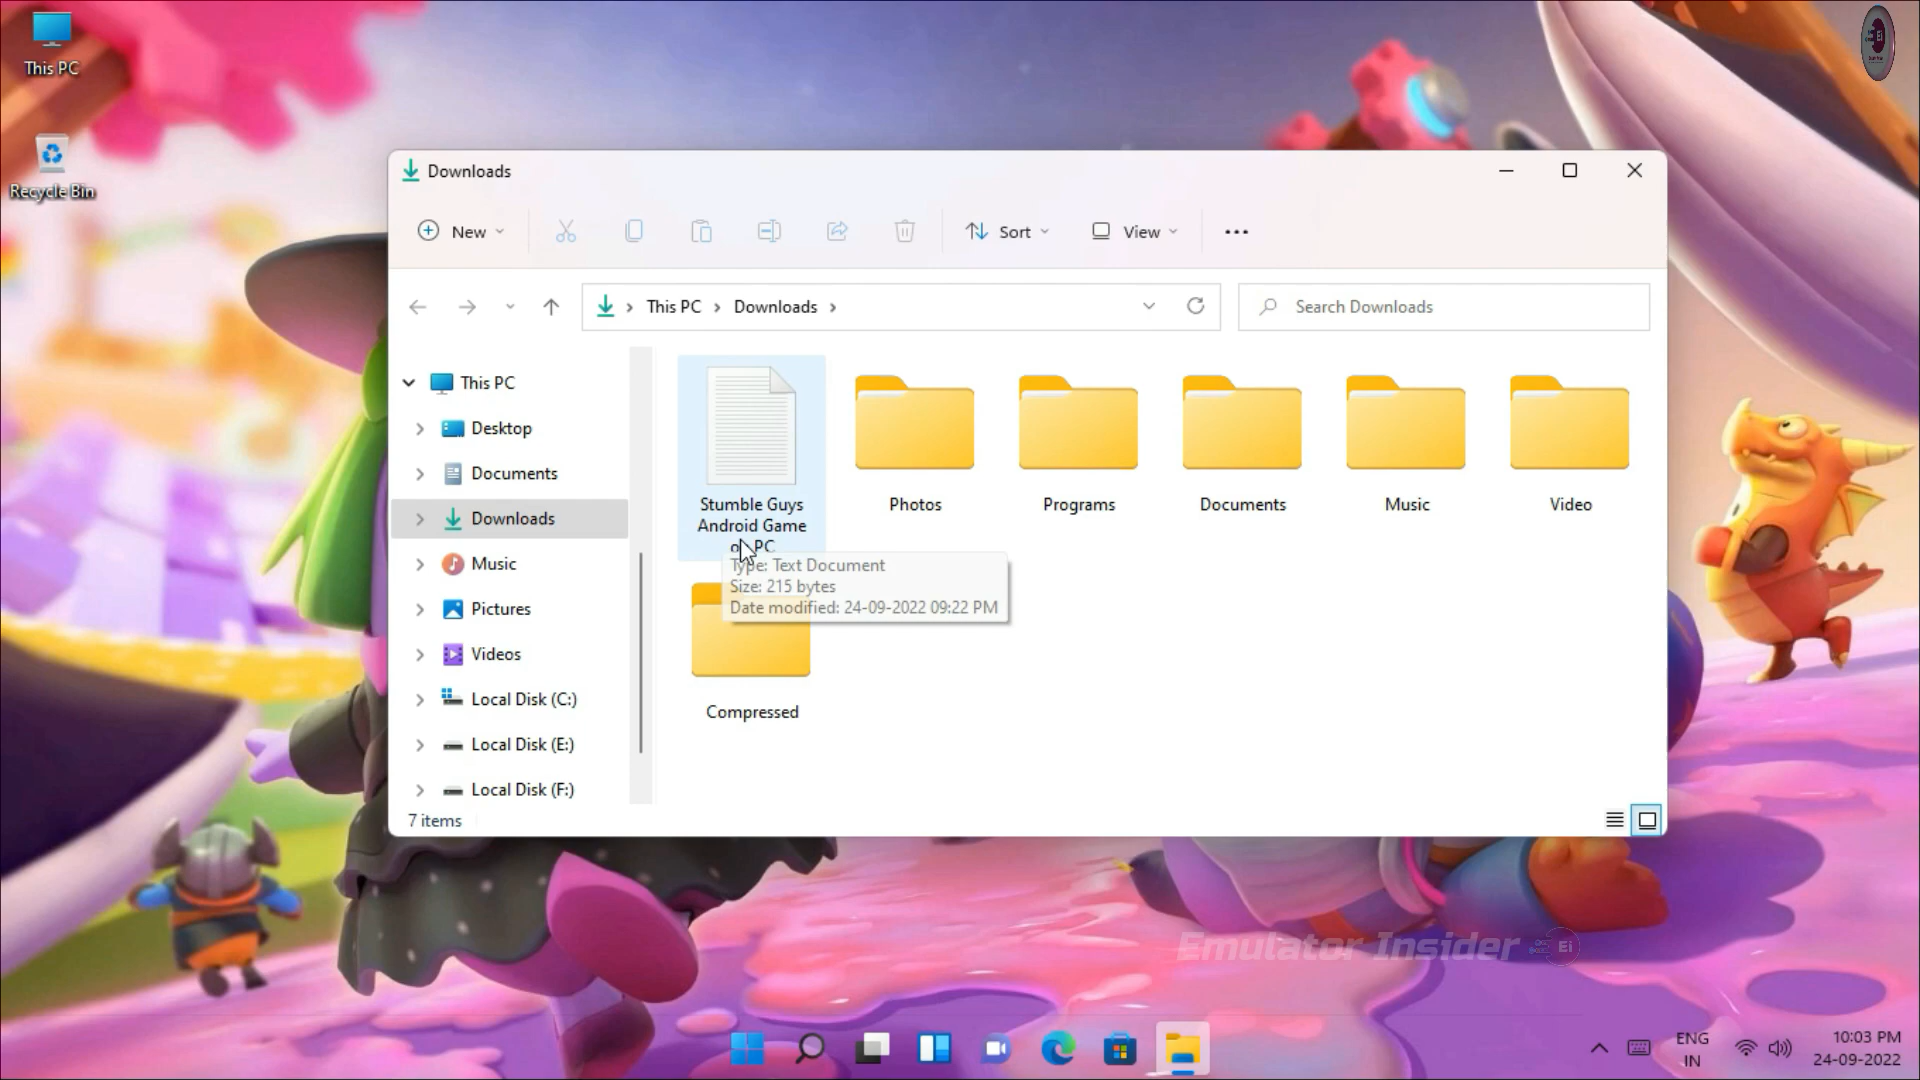 This PC
Recycle Bin
Downloads
New
Sort
View
This PC
Downloads
Search Downloads
This PC
Desktop
Documents
Downloads
Music
Pictures
Videos
Local Disk (C:)
Local Disk (E:)
Local Disk (F:)
Stumble Guys
Android Game
PC
Photos
Programs
Documents
Music
Video
Type: Text Document
Size: 215 bytes
Date modified: 24-09-2022 09:22 PM
Compressed
7 items
Emulator Insider Ei
ENG
IN
10:03 PM
24-09-2022